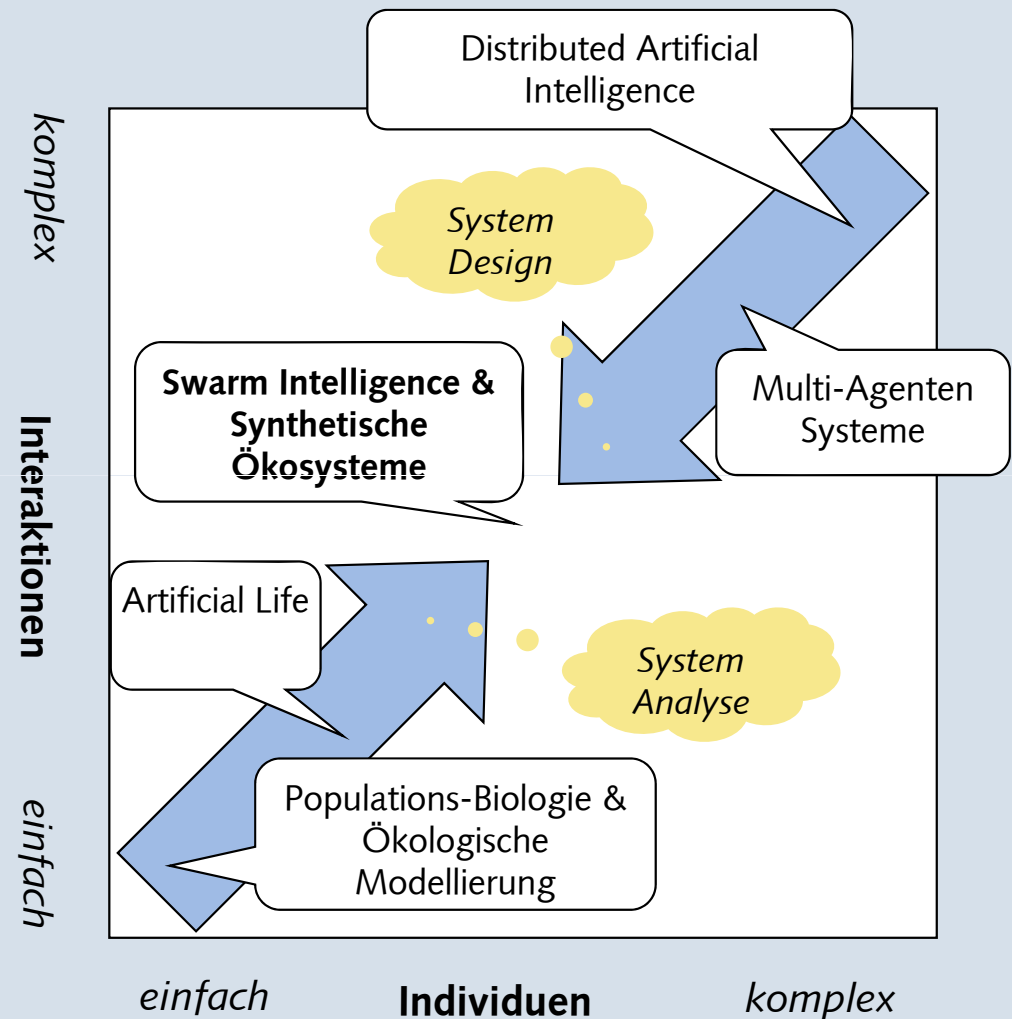 Distributed Artificial
Intelligence
komplex
System
Design
Swarm Intelligence &
Synthetische
Ökosysteme
Multi-Agenten
Systeme
Interaktionen
Artificial Life
System
Analyse
Populations-Biologie &
Ökologische
Modellierung
einfach
einfach
Individuen
komplex